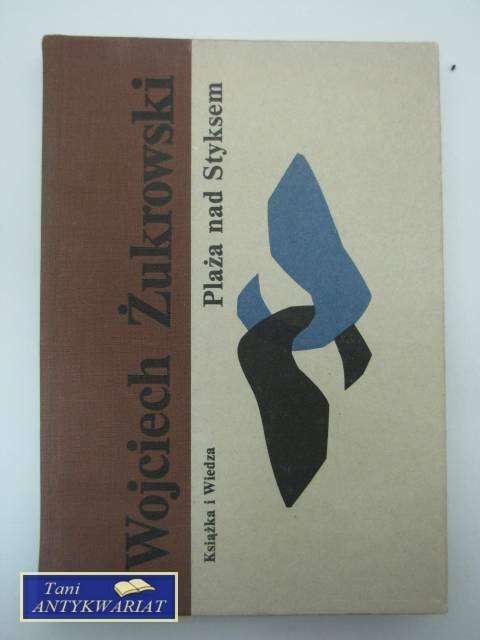 Wojciech Żukrowski
Plaża nad Styksem
Książka i Wiedza
Tani
ANTYKWARIAT